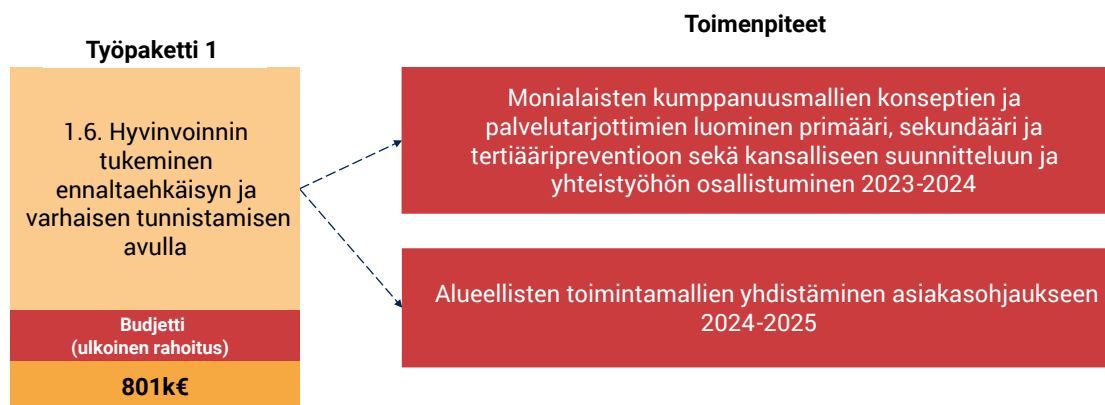 Työpaketti 1
1.6. Hyvinvoinnin
tukeminen
ennaltaehkäisyn ja
varhaisen tunnistamisen
avulla
Budjetti
(ulkoinen rahoitus)
801k€
Toimenpiteet
Monialaisten kumppanuusmallien konseptien ja
palvelutarjottimien luominen primääri, sekundääri ja
tertiääripreventioon sekä kansalliseen suunnitteluun ja
yhteistyöhön osallistuminen 2023-2024
Alueellisten toimintamallien yhdistäminen asiakasohjaukseen
2024-2025